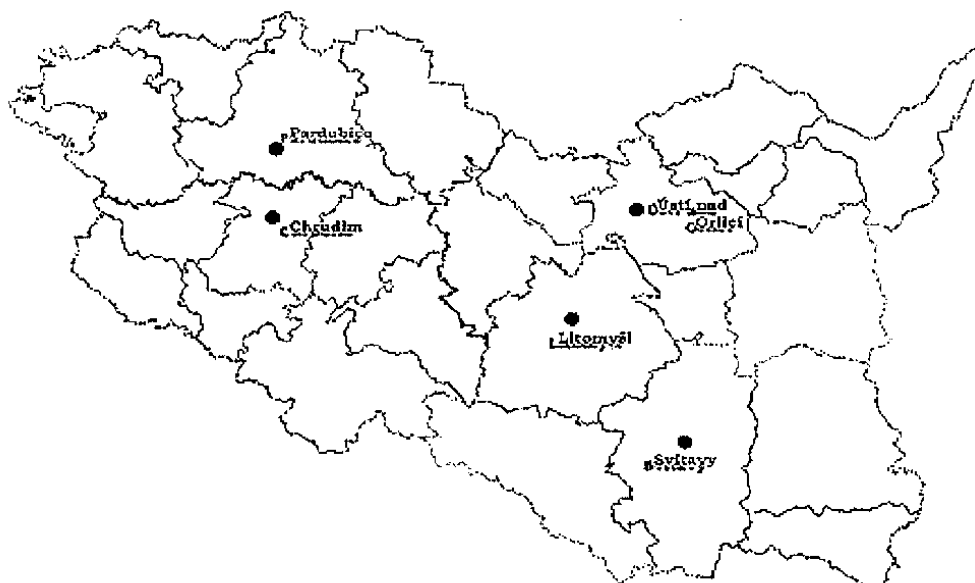 Pardubice
Chrudim
Ústí nad
Orlicí
Litomyšl
Svitavy